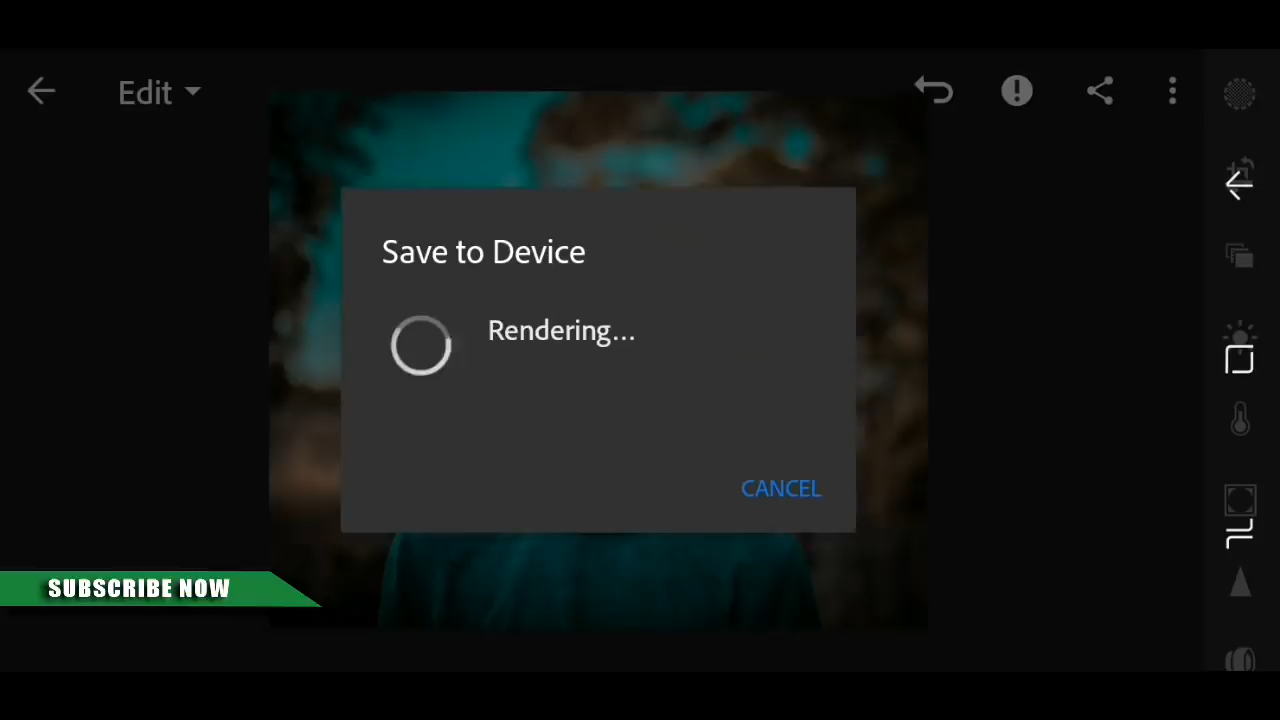 Edit
Save to Device
Rendering...
CANCEL
SUBSCRIBE NOW